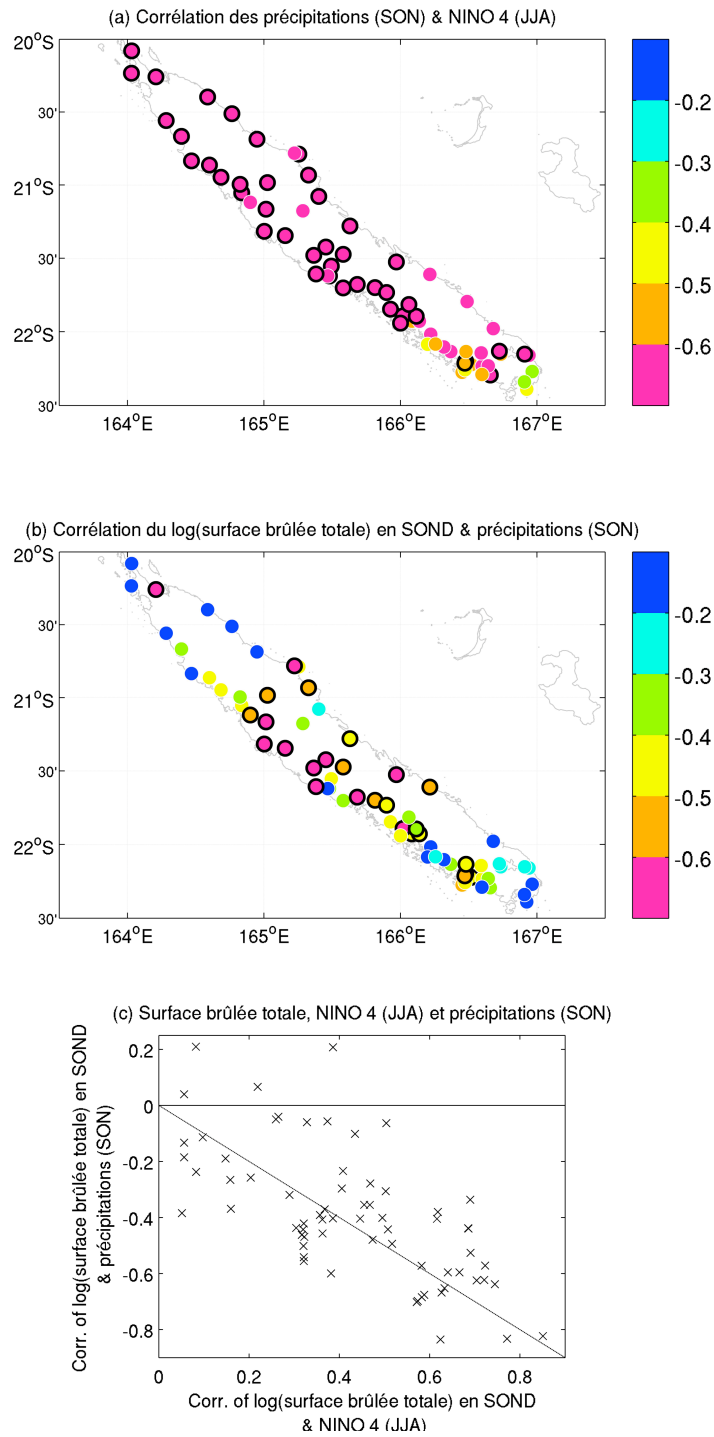 (a) Corrélation des précipitations (SON) & NINO 4 (JJA)
20°S
30'
21°S
30'
22°S
30'
164°E 165°E 166°E 167°E
-0.2
-0.3
-0.4
-0.5
-0.6
(b) Corrélation du log(surface brûlée totale) en SOND & précipitations (SON)
20°S
30'
21°S
30'
22°S
30'
164°E 165°E 166°E 167°E
-0.2
-0.3
-0.4
-0.5
-0.6
(c) Surface brûlée totale, NINO 4 (JJA) et précipitations (SON)
Corr. of log(surface brûlée totale) en SOND
& précipitations (SON)
0.2
0
-0.2
-0.4
-0.6
-0.8
0 0.2 0.4 0.6 0.8
Corr. of log(surface brûlée totale) en SOND
& NINO 4 (JJA)